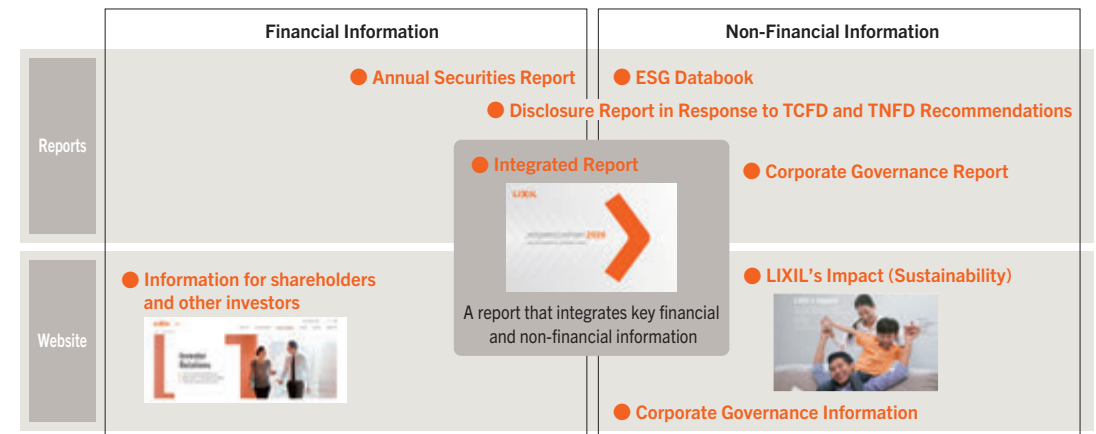 Financial Information
Non-Financial Information
Reports
Annual Securities Report
ESG Databook
Disclosure Report in Response to TCFD and TNFD Recommendations
Integrated Report
LIXIL
Corporate Governance Report
A report that integrates key financial
and non-financial information
Website
Information for shareholders
and other investors
Investor
Relations
LIXIL's Impact (Sustainability)
Corporate Governance Information